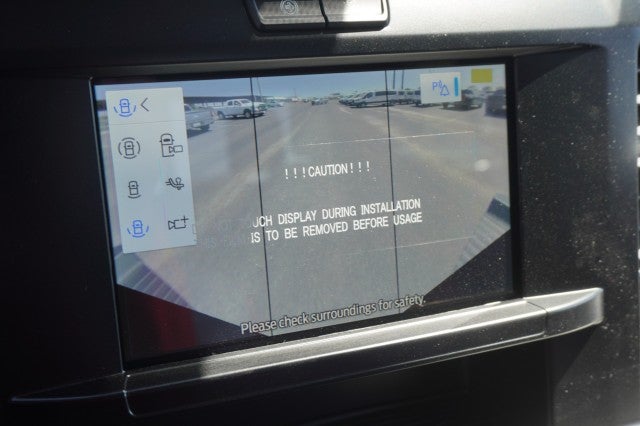 P
! ! ! CAUTION ! ! !
UCH DISPLAY DURING INSTALLATION
IS TO BE REMOVED BEFORE USAGE
Please check surroundings for safety.